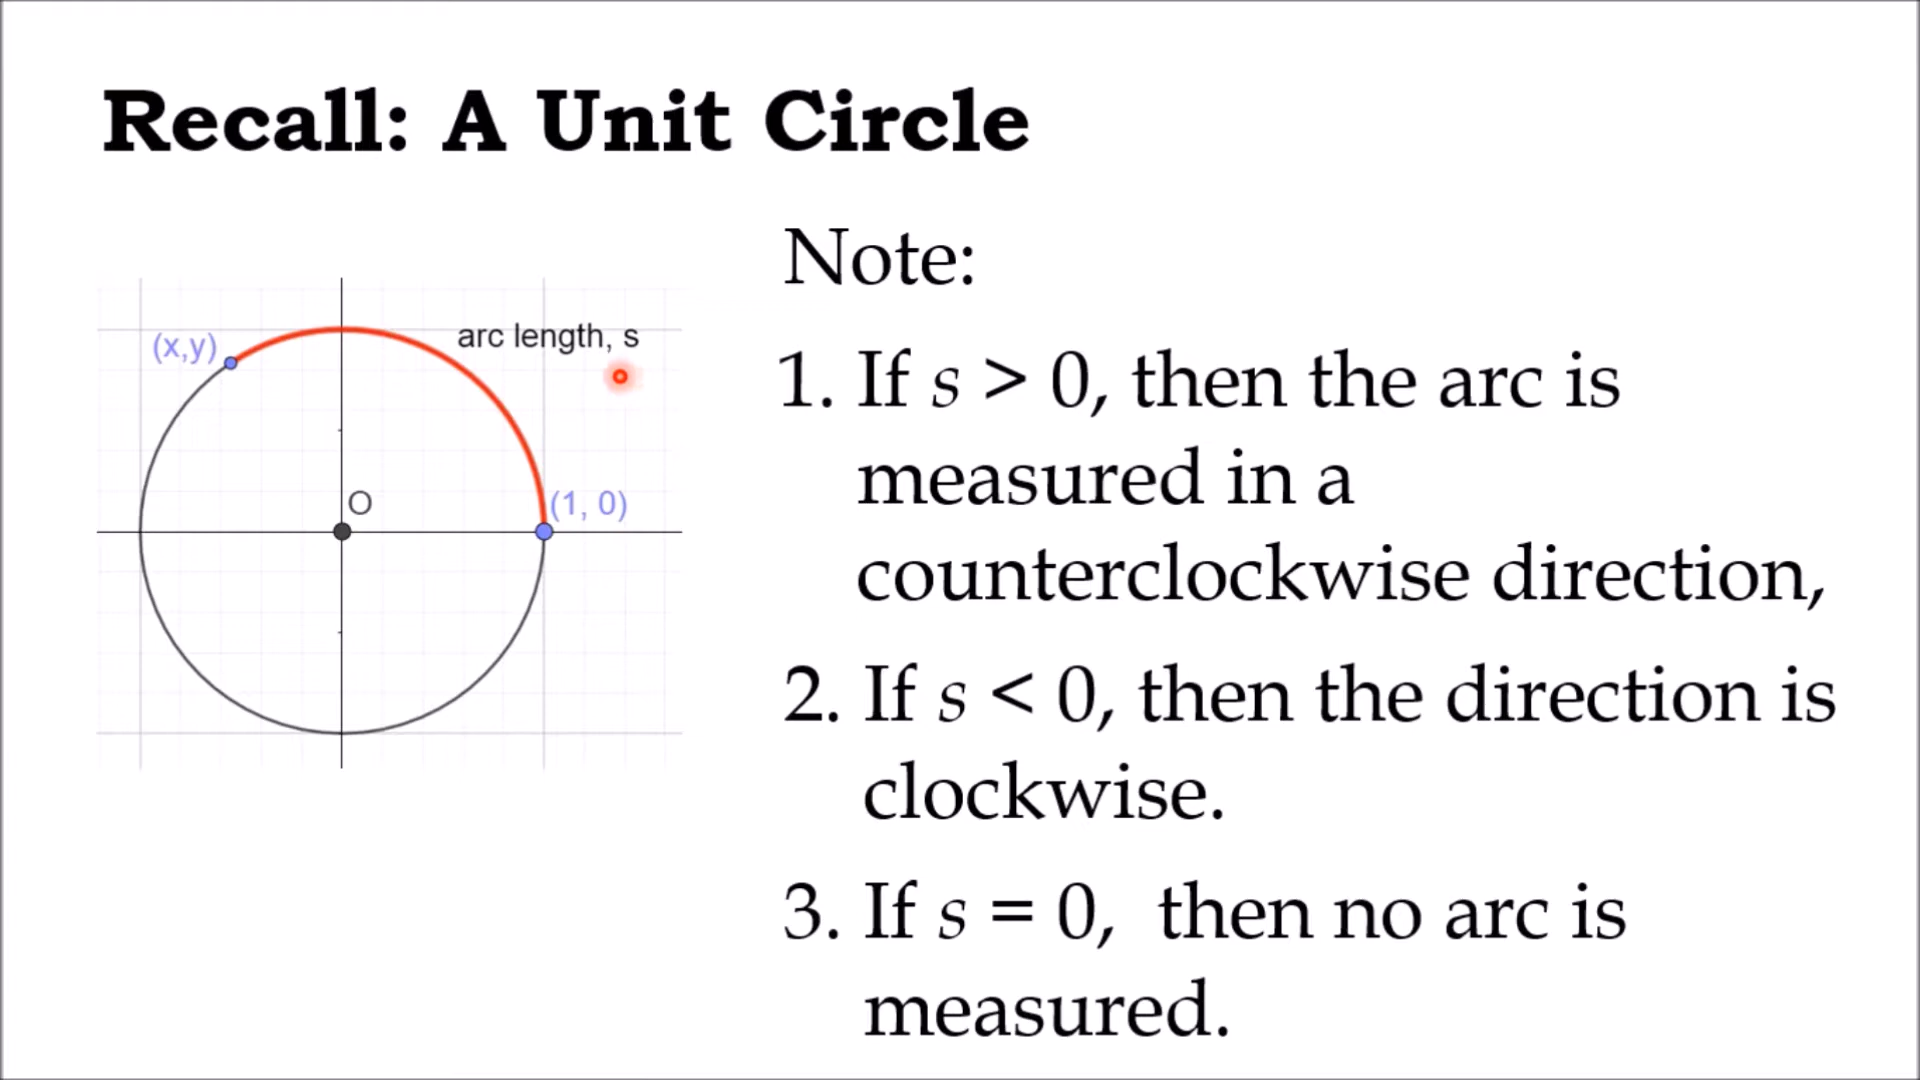 Recall: A Unit Circle
Note:
(x,y)
arc length, s
O
(1, 0)
1. If s > 0, then the arc is
measured in a
counterclockwise direction,
2. If s < 0, then the direction is
clockwise.
3. If s = 0, then no arc is
measured.